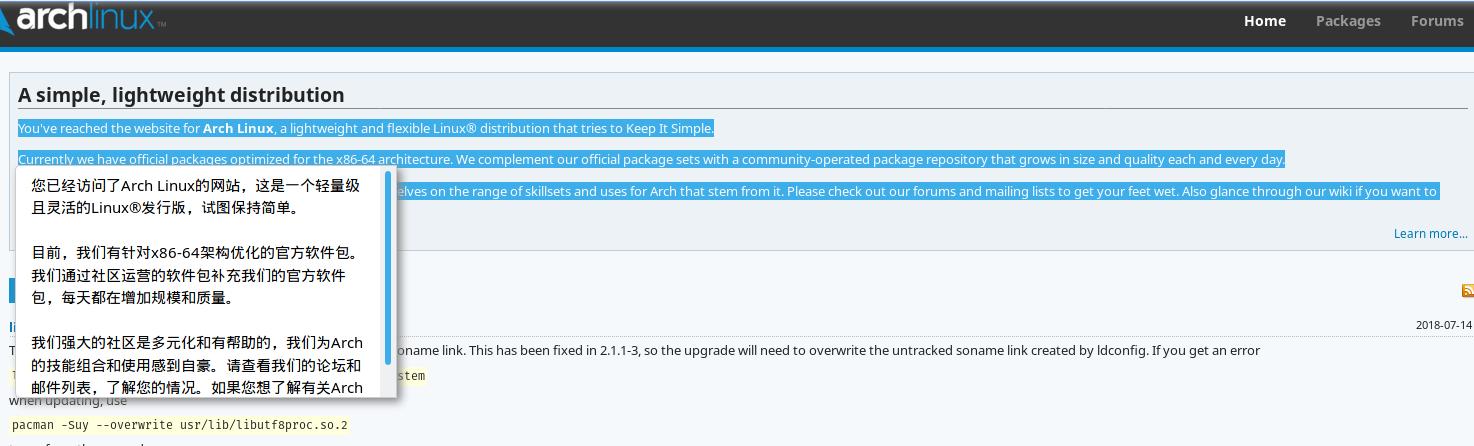 archlinux™
Home Packages Forums
A simple, lightweight distribution
You've reached the website for Arch Linux, a lightweight and flexible Linux® distribution that tries to Keep It Simple.
Currently we have official packages optimized for the x86-64 architecture. We complement our official package sets with a community-operated package repository that grows in size and quality each and every day.
elves on the range of skillsets and uses for Arch that stem from it. Please check out our forums and mailing lists to get your feet wet. Also glance through our wiki if you want to
您已经访问了Arch Linux的网站，这是一个轻量级
且灵活的Linux®发行版，试图保持简单。
目前，我们有针对x86-64架构优化的官方软件包。
我们通过社区运营的软件包补充我们的官方软件
包，每天都在增加规模和质量。
我们强大的社区是多元化和有帮助的，我们为Arch
的技能组合和使用感到自豪。请查看我们的论坛和
邮件列表，了解您的情况。如果您想了解有关Arch
Learn more...
2018-07-14
oname link. This has been fixed in 2.1.1-3, so the upgrade will need to overwrite the untracked soname link created by ldconfig. If you get an error
stem
when updating, use
pacman -Suy --overwrite usr/lib/libutf8proc.so.2